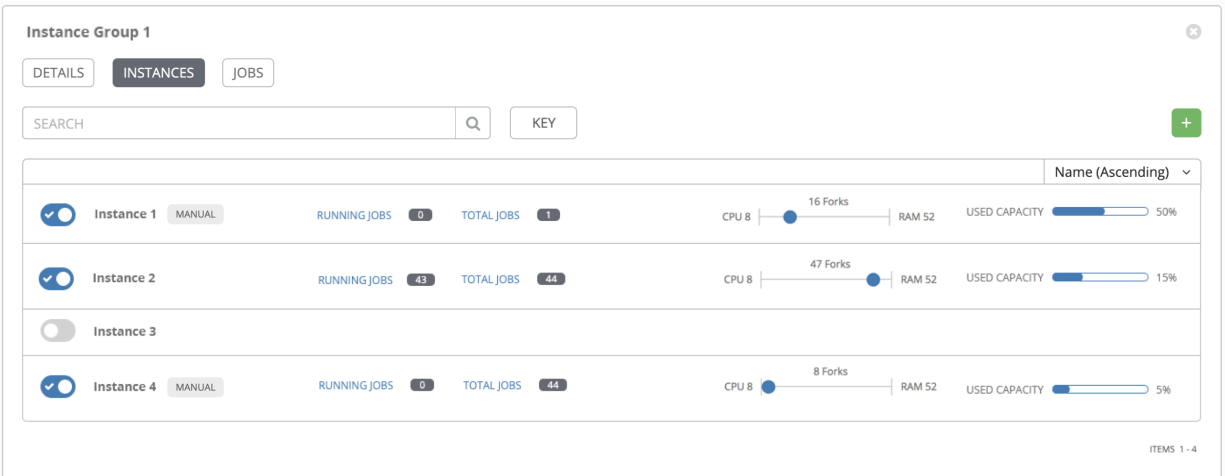 Instance Group 1
DETAILS INSTANCES JOBS
SEARCH KEY +
Name (Ascending)
Instance 1 MANUAL RUNNING JOBS 0 TOTAL JOBS 1 CPU 8 16 Forks RAM 52 USED CAPACITY 50%
Instance 2 RUNNING JOBS 43 TOTAL JOBS 44 CPU 8 47 Forks RAM 52 USED CAPACITY 15%
Instance 3
Instance 4 MANUAL RUNNING JOBS 0 TOTAL JOBS 44 CPU 8 8 Forks RAM 52 USED CAPACITY 5%
ITEMS 1 - 4